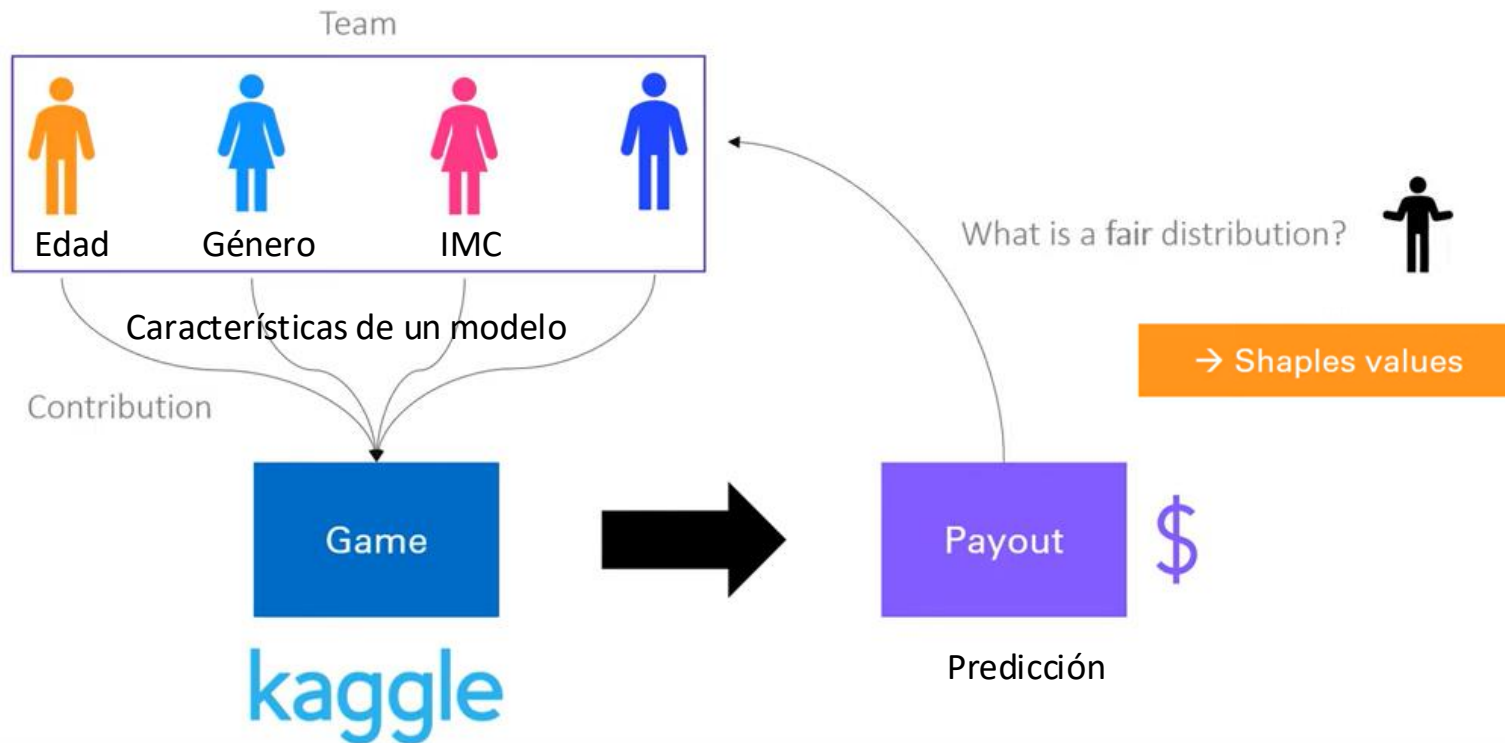 Team
Edad
Género
IMC
What is a fair distribution?
Características de un modelo
→ Shaples values
Contribution
Game
Payout
$
kaggle
Predicción